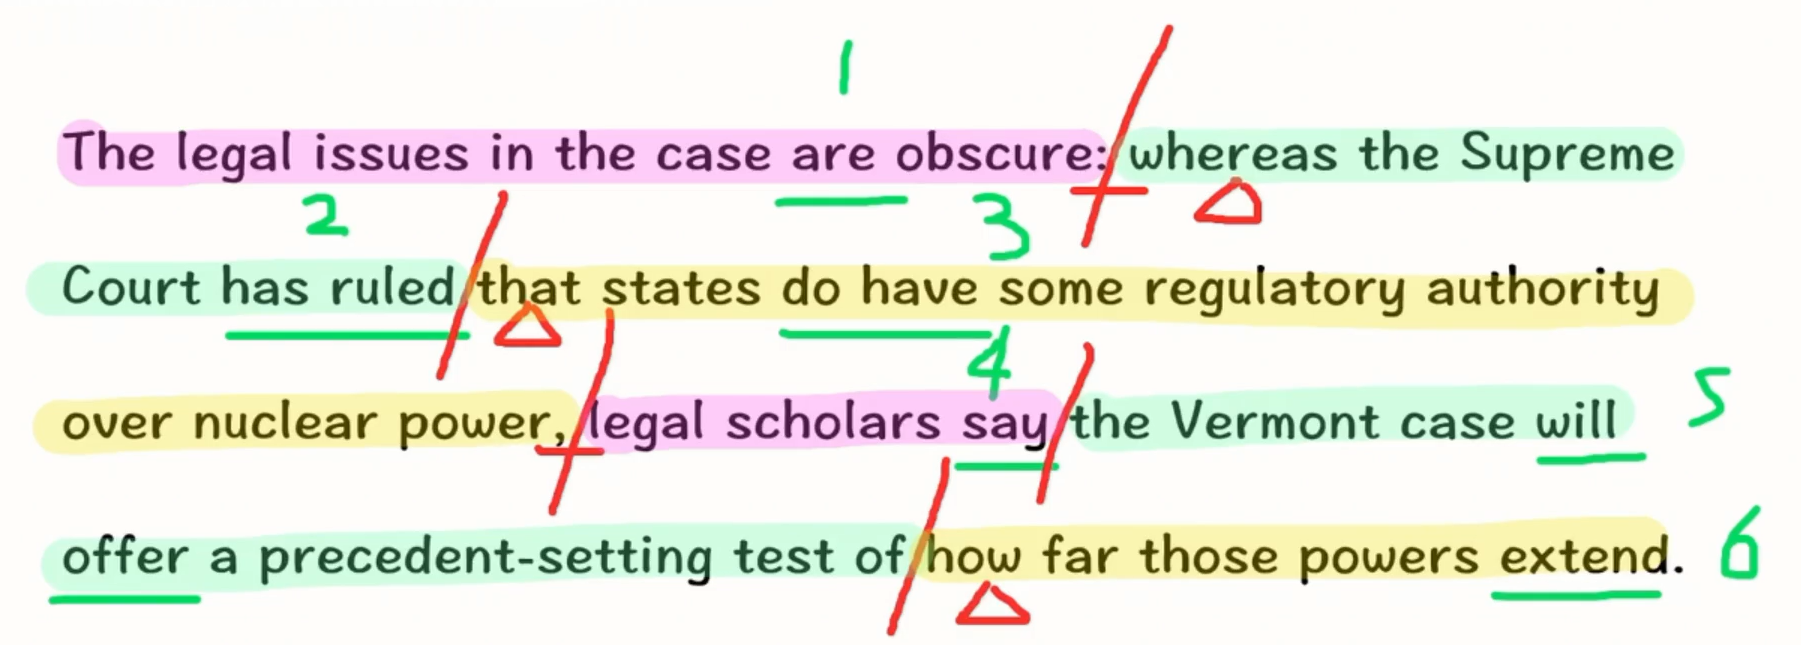 1
The legal issues in the case are obscure: whereas the Supreme
2 3
Court has ruled that states do have some regulatory authority
4
over nuclear power, legal scholars say the Vermont case will 5
offer a precedent-setting test of how far those powers extend. 6